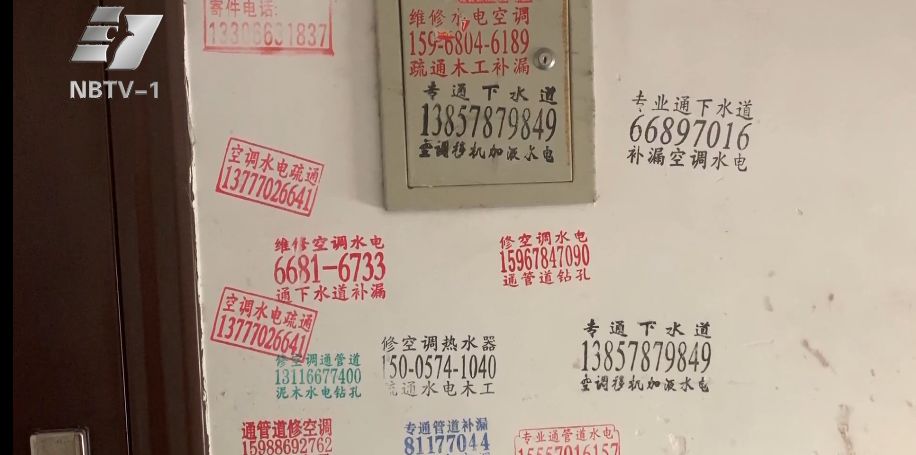 寄件电话:
13306631837
NBTV-1
维修水电空调
159-6804-6189
疏通木工补漏
专通下水道
13857879849
空调移机加液水电
专业通下水道
66897016
补漏空调水电
空调水电疏通
13777026641
维修空调水电
6681-6733
通下水道补漏
修空调水电
15967847090
通管道钻孔
空调水电疏通
13777026641
修空调通管道
13116677400
泥木水电钻孔
修空调热水器
150-0574-1040
疏通水电木工
专通下水道
13857879849
空调移机加液水电
通管道修空调
15988692762
专通管道补漏
81177044
专业通管道水电
15557016157